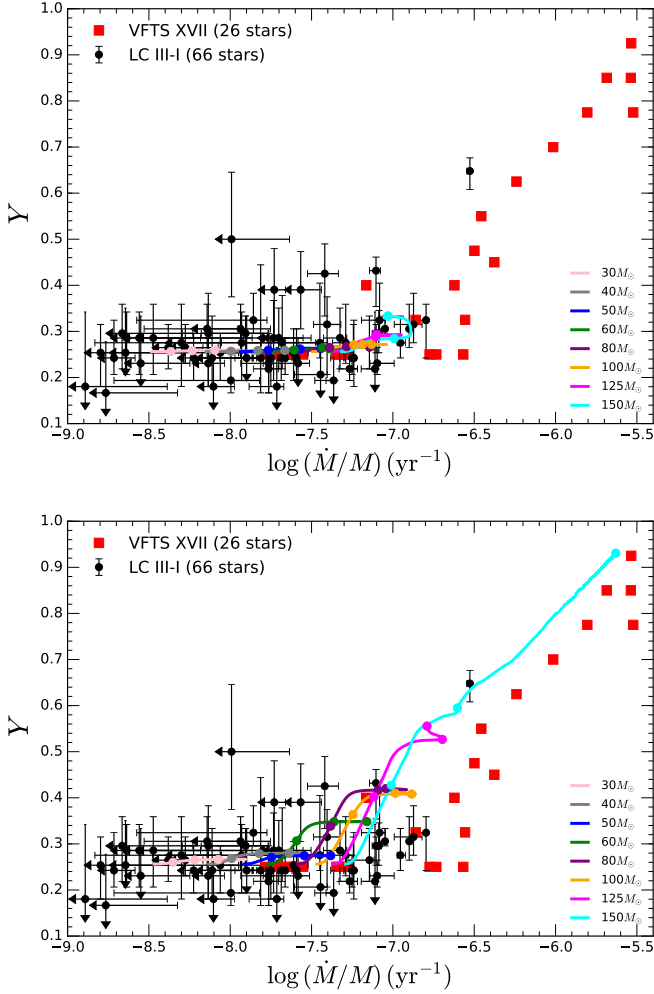 1.0
0.9
0.8
0.7
0.6
0.5
0.4
0.3
0.2
0.1
Y
VFTS XVII (26 stars)
LC III-I (66 stars)
30M⊙
40M⊙
50M⊙
60M⊙
80M⊙
100M⊙
125M⊙
150M⊙
−9.0 −8.5 −8.0 −7.5 −7.0 −6.5 −6.0 −5.5
log (Ṁ/M) (yr⁻¹)
1.0
0.9
0.8
0.7
0.6
0.5
0.4
0.3
0.2
0.1
Y
VFTS XVII (26 stars)
LC III-I (66 stars)
30M⊙
40M⊙
50M⊙
60M⊙
80M⊙
100M⊙
125M⊙
150M⊙
−9.0 −8.5 −8.0 −7.5 −7.0 −6.5 −6.0 −5.5
log (Ṁ/M) (yr⁻¹)